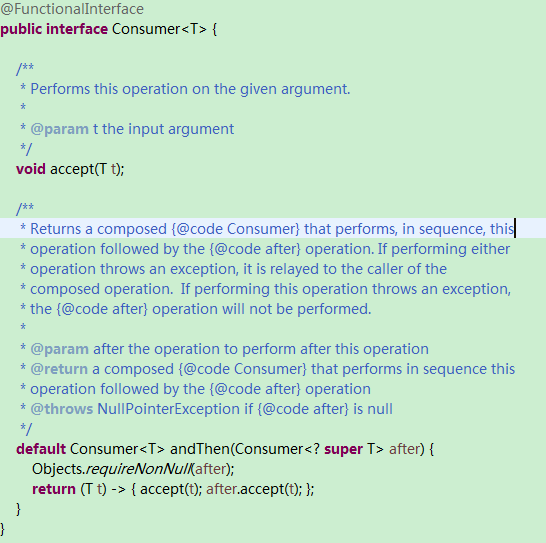 @FunctionalInterface
public interface Consumer<T> {
/**
* Performs this operation on the given argument.
*
* @param t the input argument
*/
void accept(T t);
/**
* Returns a composed {@code Consumer} that performs, in sequence, this
* operation followed by the {@code after} operation. If performing either
* operation throws an exception, it is relayed to the caller of the
* composed operation.  If performing this operation throws an exception,
* the {@code after} operation will not be performed.
*
* @param after the operation to perform after this operation
* @return a composed {@code Consumer} that performs in sequence this
* operation followed by the {@code after} operation
* @throws NullPointerException if {@code after} is null
*/
default Consumer<T> andThen(Consumer<? super T> after) {
Objects.requireNonNull(after);
return (T t) -> { accept(t); after.accept(t); };
}
}